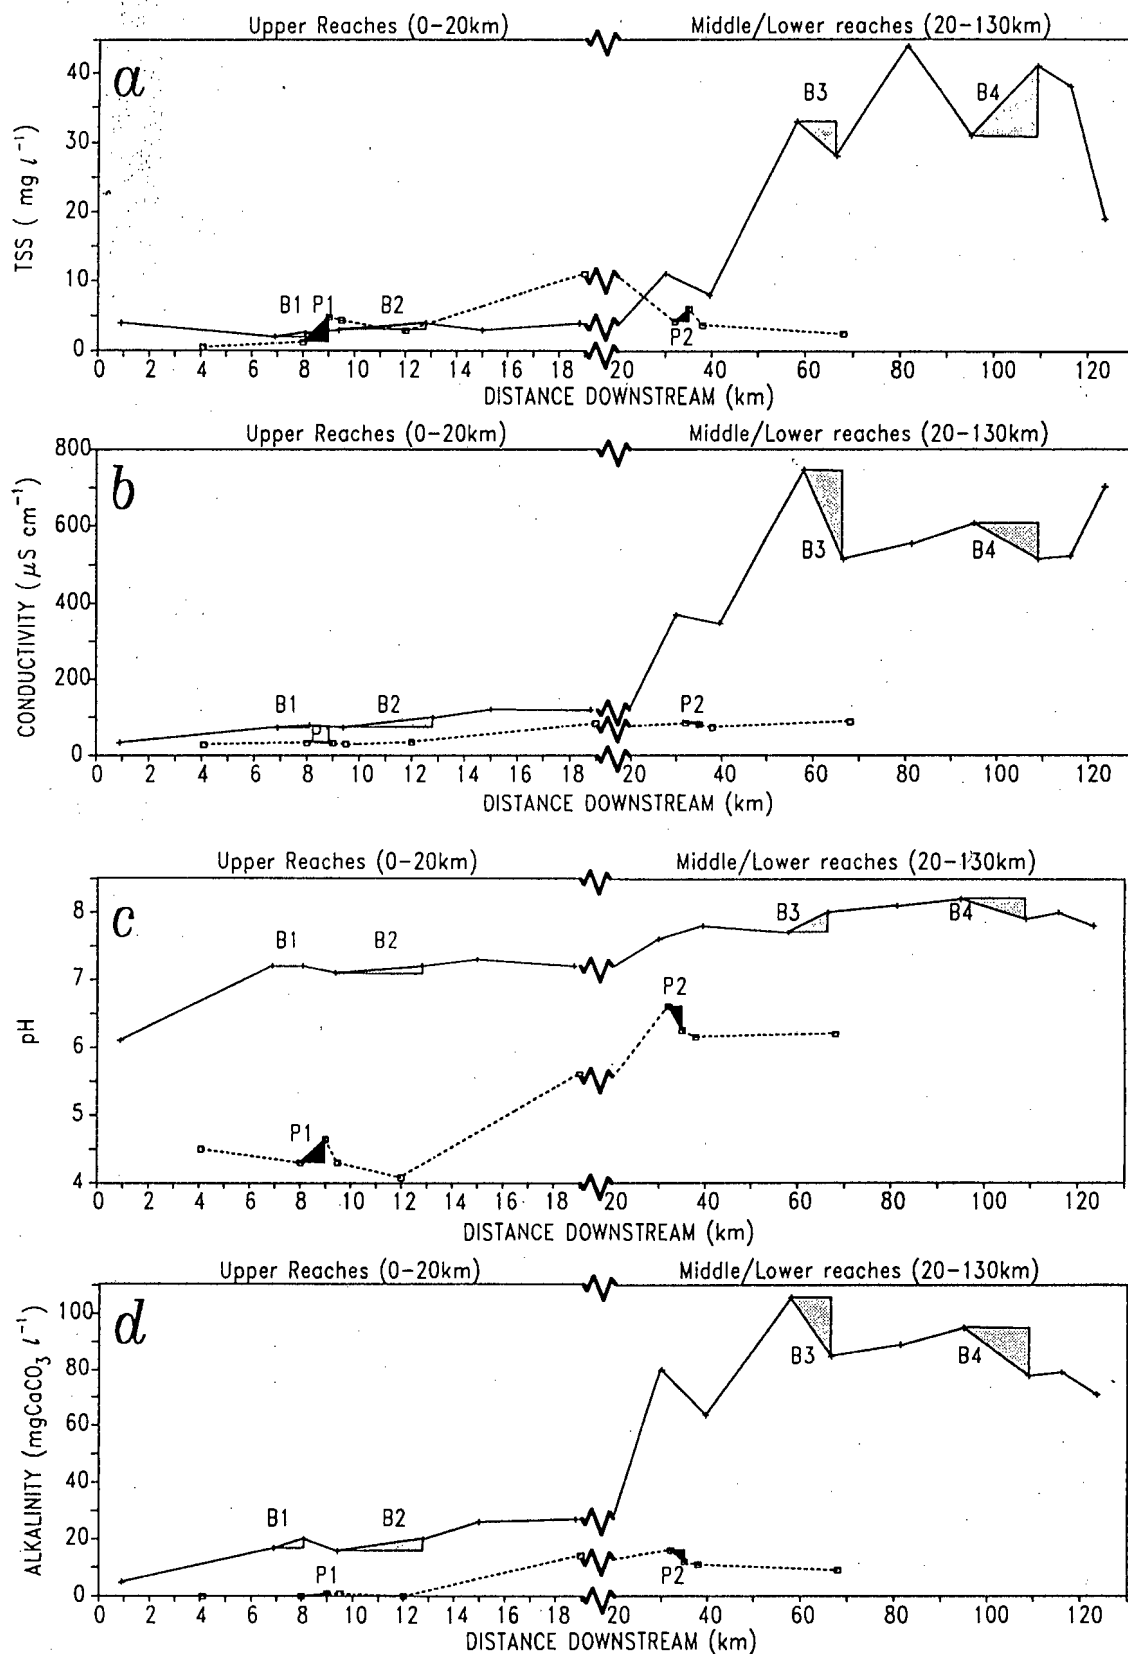 Upper Reaches (0-20km) Middle/Lower reaches (20-130km)
a
B3 B4
B1 P1 B2
P2
TSS ( mg l⁻¹)
40
30
20
10
0
0 2 4 6 8 10 12 14 16 18 20 40 60 80 100 120
DISTANCE DOWNSTREAM (km)
Upper Reaches (0-20km) Middle/Lower reaches (20-130km)
b
B3 B4
B1 B2 P2
CONDUCTIVITY ( μS cm⁻¹)
800
600
400
200
0
0 2 4 6 8 10 12 14 16 18 20 40 60 80 100 120
DISTANCE DOWNSTREAM (km)
Upper Reaches (0-20km) Middle/Lower reaches (20-130km)
c
B1 B2 B3 B4
P2
P1
pH
8
7
6
5
4
0 2 4 6 8 10 12 14 16 18 20 40 60 80 100 120
DISTANCE DOWNSTREAM (km)
Upper Reaches (0-20km) Middle/Lower reaches (20-130km)
d
B3 B4
B1 B2
P1 P2
ALKALINITY (mgCaCO₃ l⁻¹)
100
80
60
40
20
0
0 2 4 6 8 10 12 14 16 18 20 40 60 80 100 120
DISTANCE DOWNSTREAM (km)